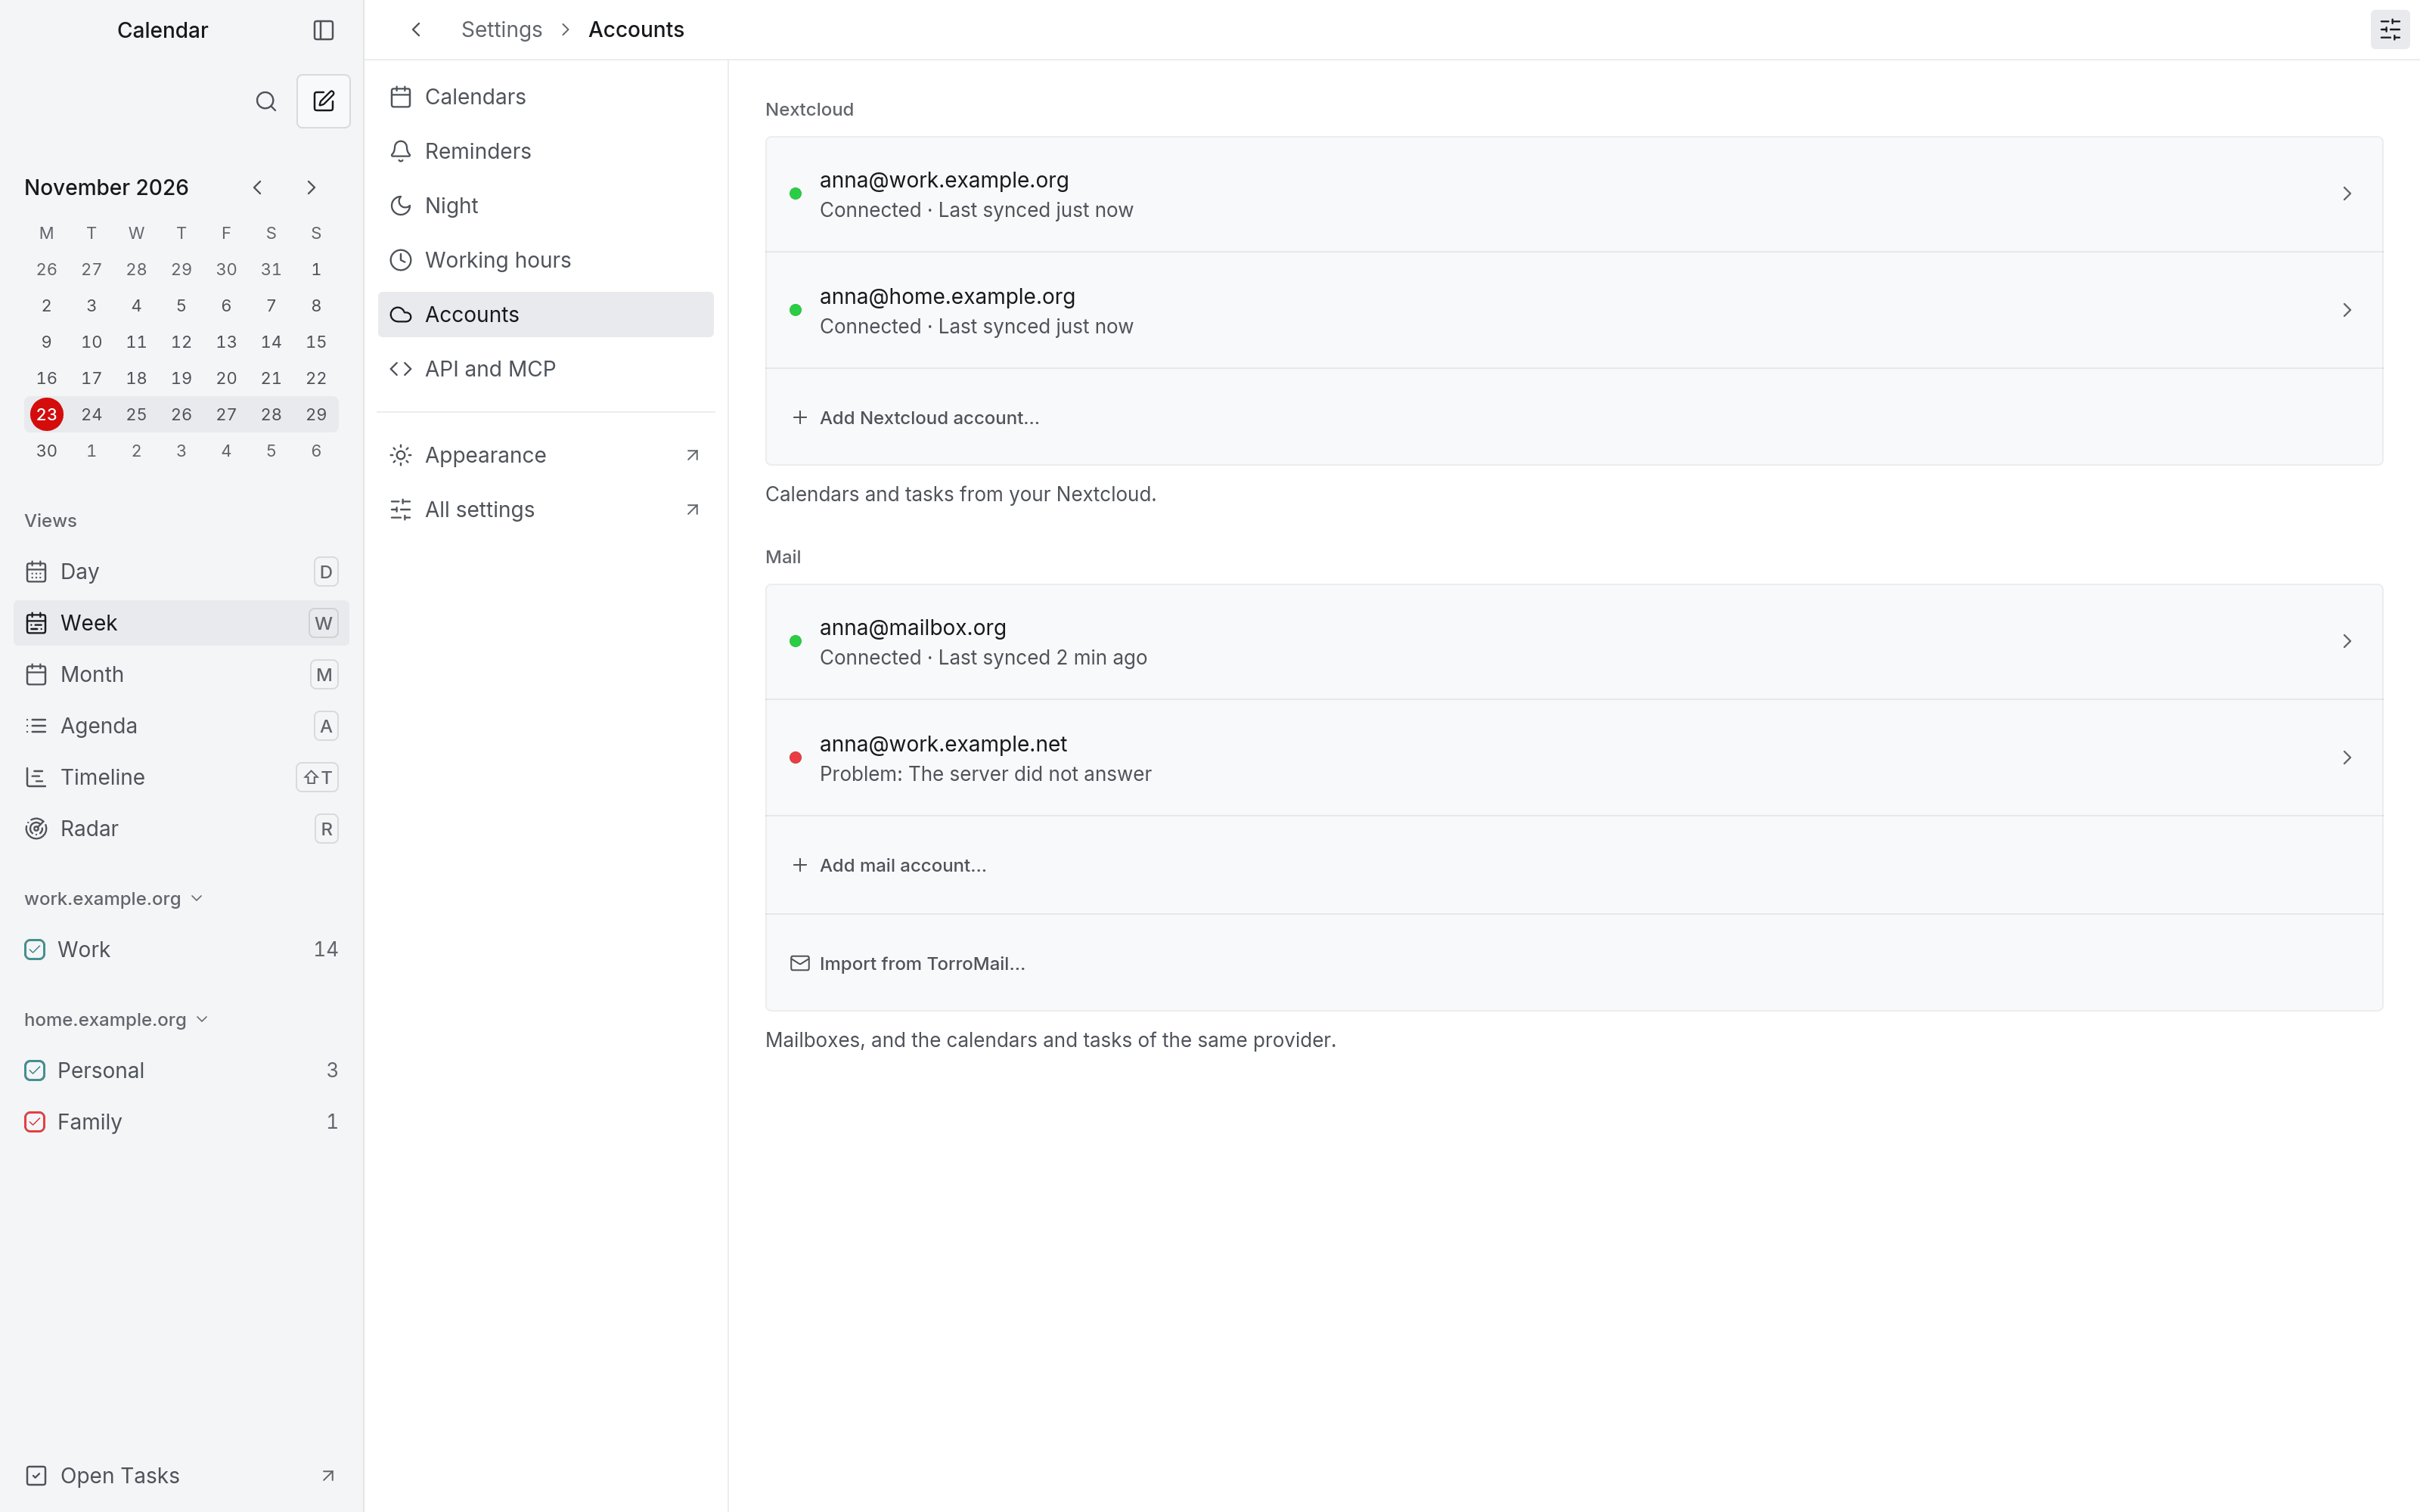 Calendar
November 2026
M T W T F S S
26 27 28 29 30 31 1
2 3 4 5 6 7 8
9 10 11 12 13 14 15
16 17 18 19 20 21 22
23 24 25 26 27 28 29
30 1 2 3 4 5 6
Views
Day D
Week W
Month M
Agenda A
Timeline ⇧T
Radar R
work.example.org
Work 14
home.example.org
Personal 3
Family 1
Open Tasks
Settings > Accounts
Calendars
Reminders
Night
Working hours
Accounts
API and MCP
Appearance
All settings
Nextcloud
anna@work.example.org
Connected · Last synced just now
anna@home.example.org
Connected · Last synced just now
Add Nextcloud account...
Calendars and tasks from your Nextcloud.
Mail
anna@mailbox.org
Connected · Last synced 2 min ago
anna@work.example.net
Problem: The server did not answer
Add mail account...
Import from TorroMail...
Mailboxes, and the calendars and tasks of the same provider.